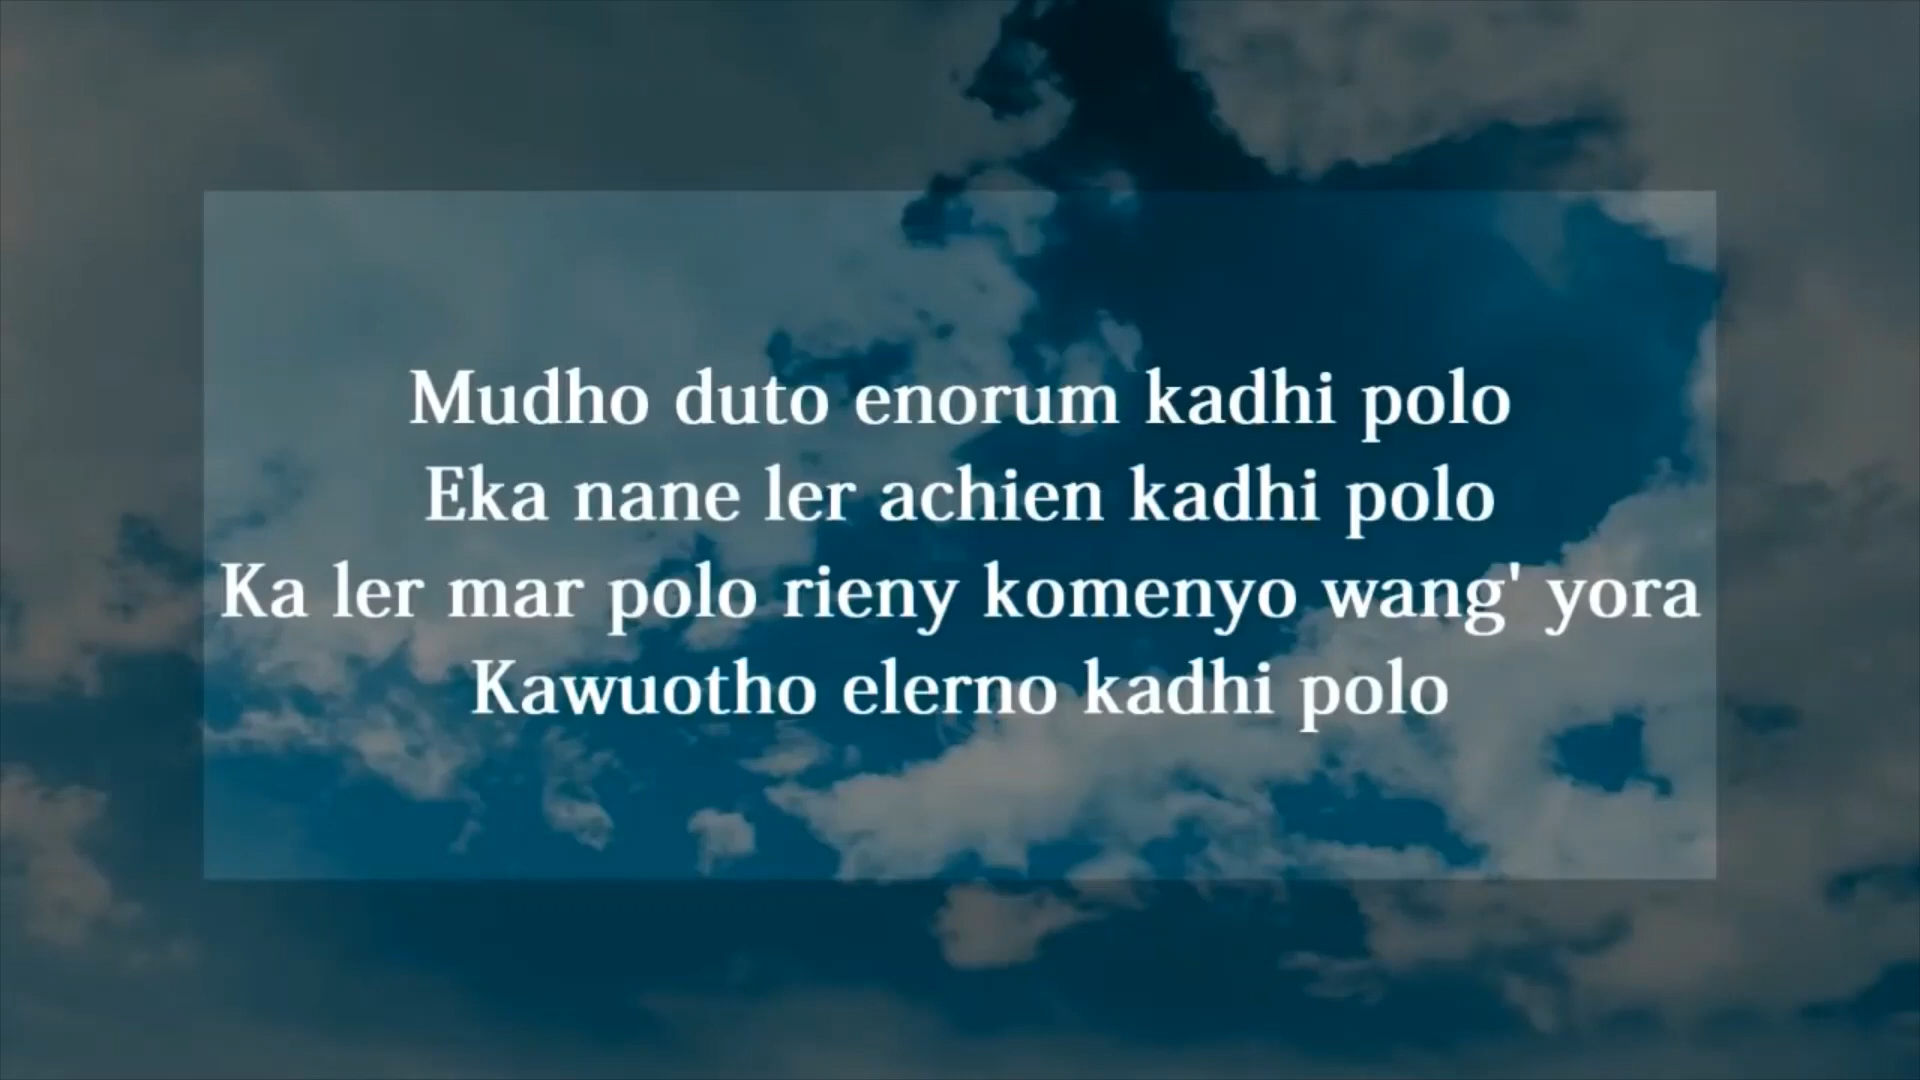 Mudho duto enorum kadhi polo
Eka nane ler achien kadhi polo
Ka ler mar polo rieny komenyo wang' yora
Kawuotho elerno kadhi polo